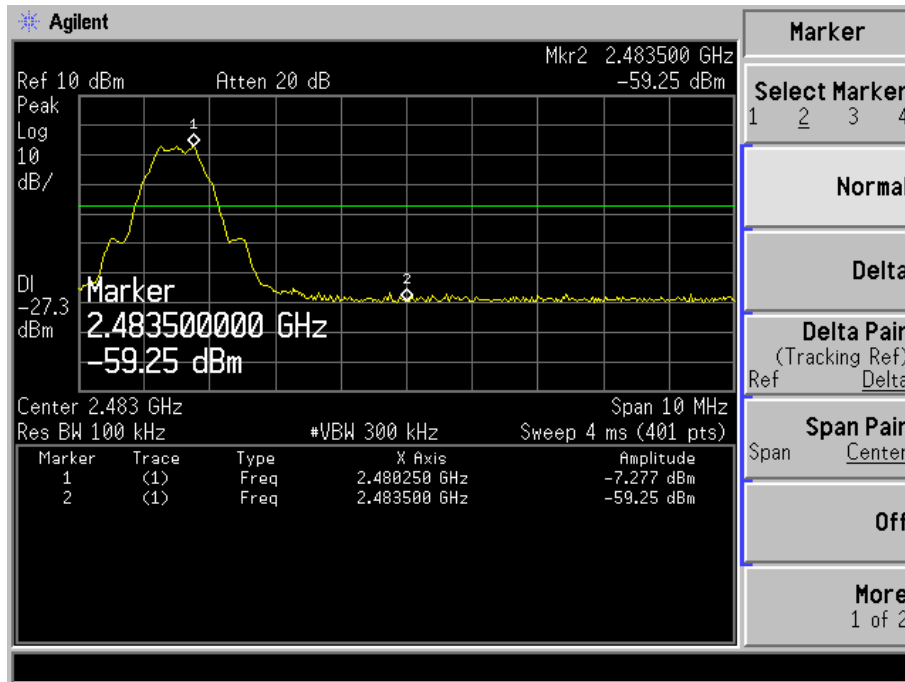 Agilent
Marker
Mkr2 2.483500 GHz
Ref 10 dBm Atten 20 dB -59.25 dBm
Peak
Log
10
dB/
1
2
DI
-27.3
dBm
Marker
2.483500000 GHz
-59.25 dBm
Center 2.483 GHz Span 10 MHz
Res BW 100 kHz #VBW 300 kHz Sweep 4 ms (401 pts)
Marker Trace Type X Axis Amplitude
1 (1) Freq 2.480250 GHz -7.277 dBm
2 (1) Freq 2.483500 GHz -59.25 dBm
Select Marker
1 2 3 4
Normal
Delta
Delta Pair
(Tracking Ref)
Ref Delta
Span Pair
Span Center
Off
More
1 of 2